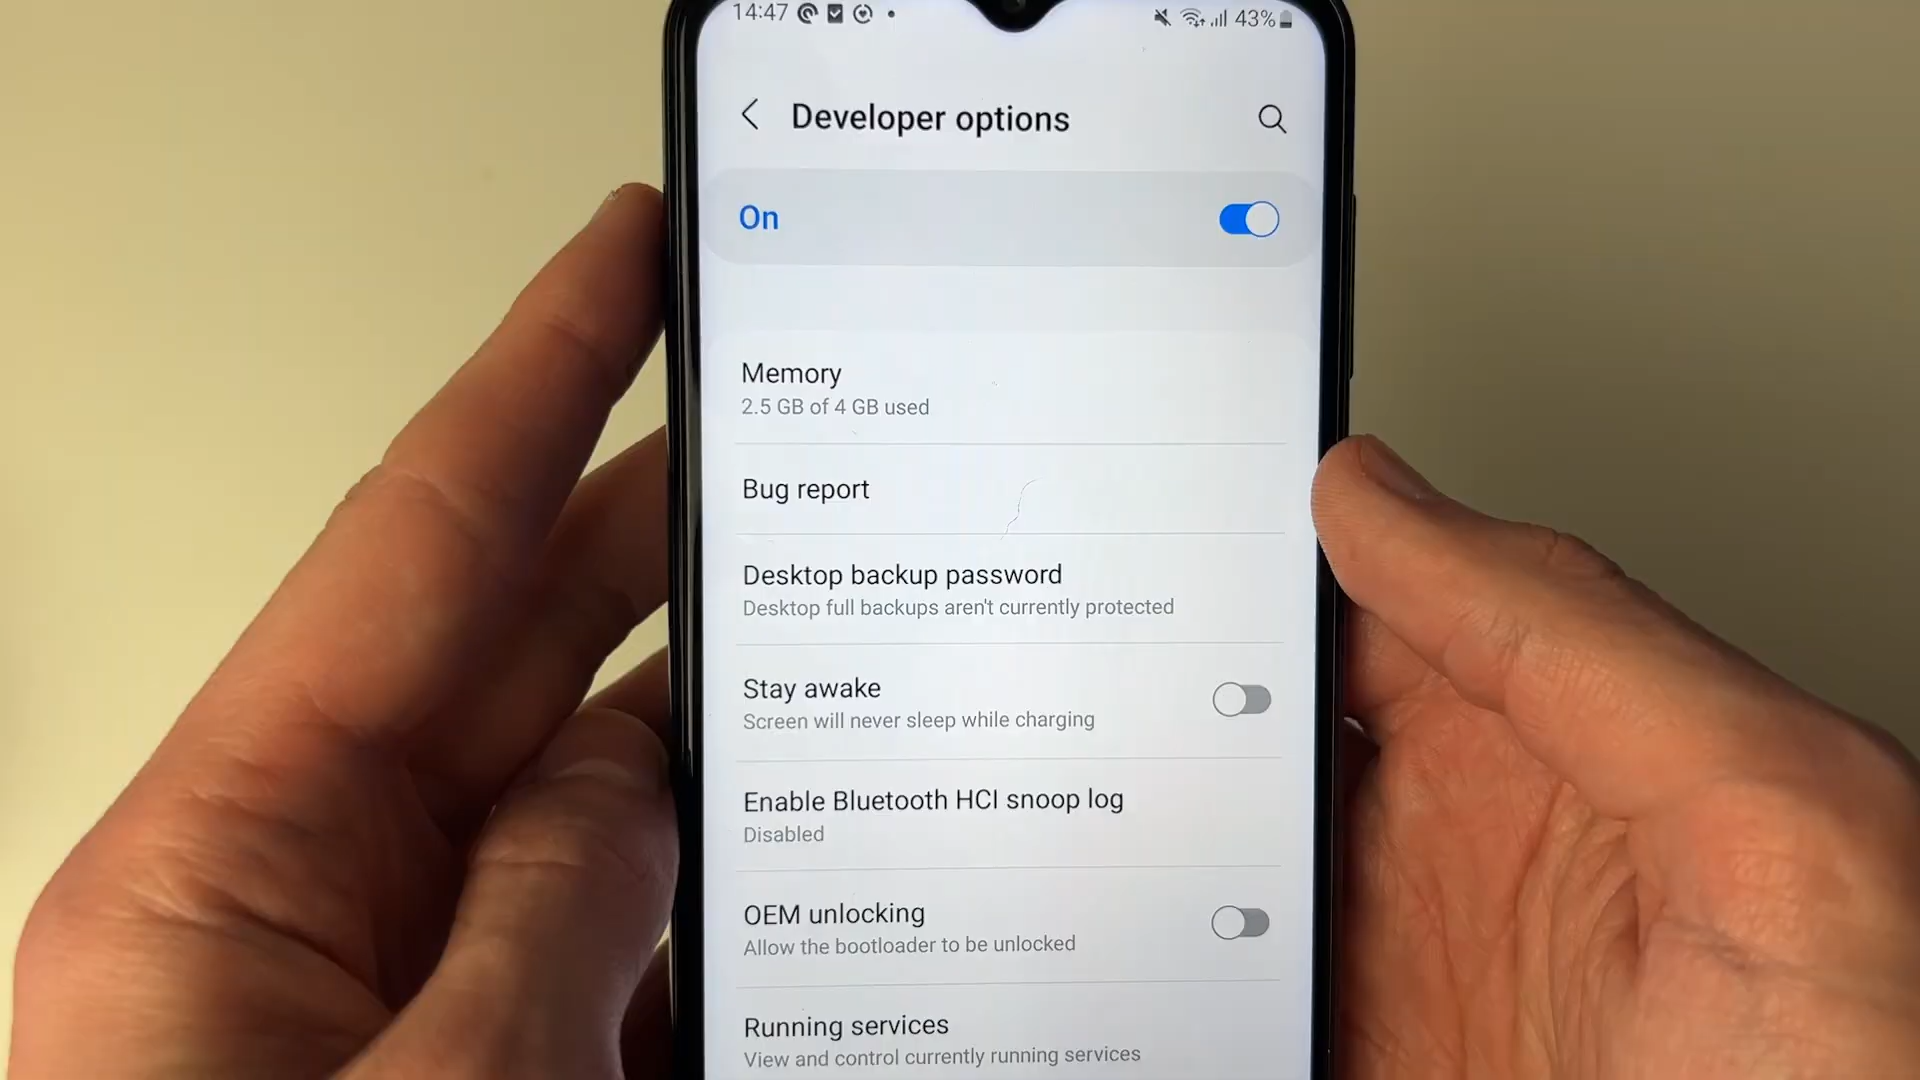 14:47
43%
Developer options
On
Memory
2.5 GB of 4 GB used
Bug report
Desktop backup password
Desktop full backups aren't currently protected
Stay awake
Screen will never sleep while charging
Enable Bluetooth HCI snoop log
Disabled
OEM unlocking
Allow the bootloader to be unlocked
Running services
View and control currently running services